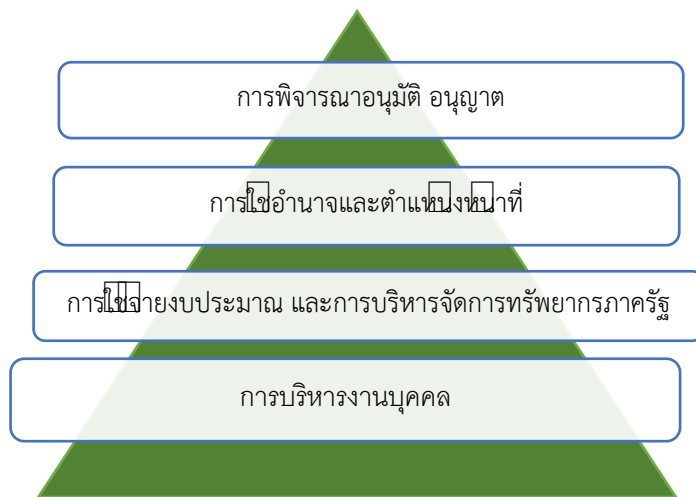 การพิจารณาอนุมัติ อนุญาต
การใช้อำนาจและตำแหน่งหน้าที่
การใช้จ่ายงบประมาณ และการบริหารจัดการทรัพยากรภาครัฐ
การบริหารงานบุคคล